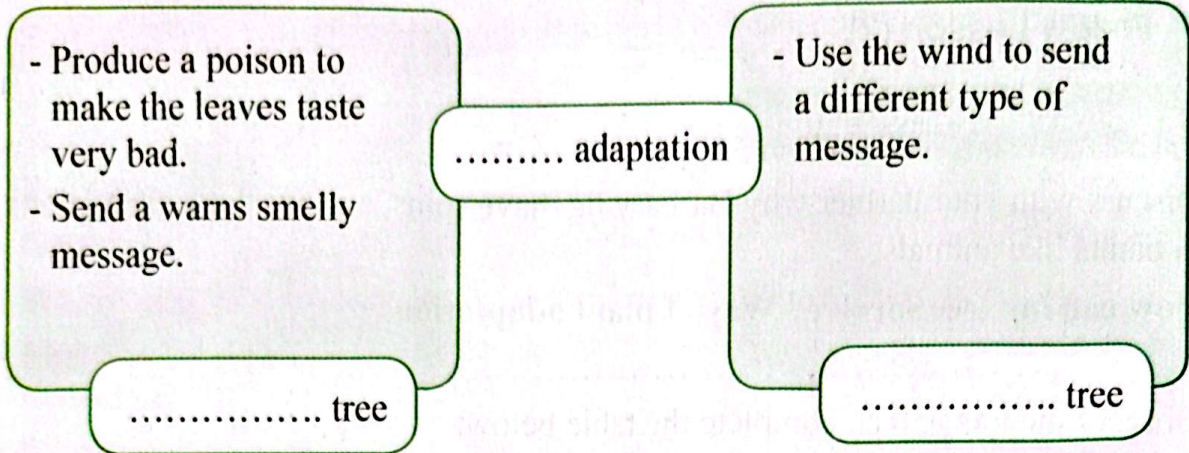 - Produce a poison to
make the leaves taste
very bad.
- Send a warns smelly
message.
................ tree
......... adaptation
- Use the wind to send
a different type of
message.
................ tree